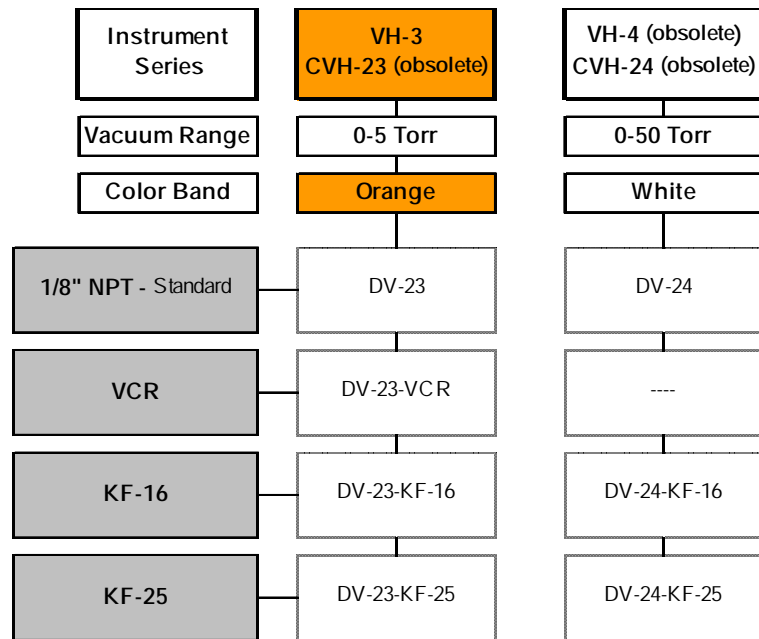 Instrument Series
VH-3
CVH-23 (obsolete)
VH-4 (obsolete)
CVH-24 (obsolete)
Vacuum Range
0-5 Torr
0-50 Torr
Color Band
Orange
White
1/8" NPT - Standard
DV-23
DV-24
VCR
DV-23-VCR
----
KF-16
DV-23-KF-16
DV-24-KF-16
KF-25
DV-23-KF-25
DV-24-KF-25